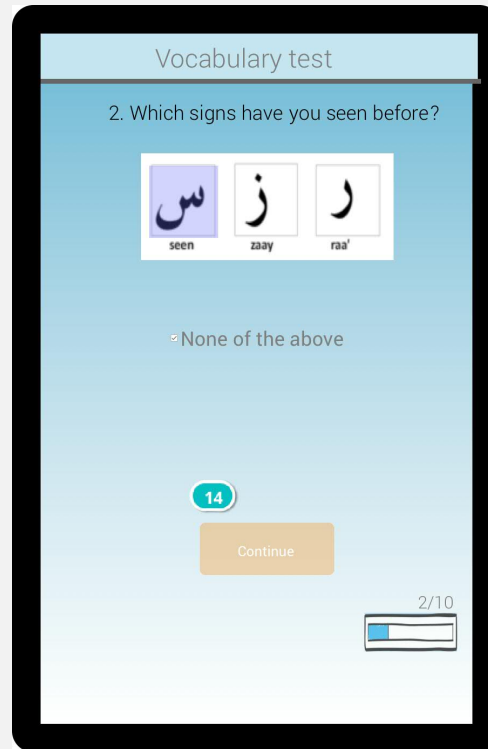 Vocabulary test
2. Which signs have you seen before?
س ز ر
seen zaay raa'
None of the above
14
Continue
2/10